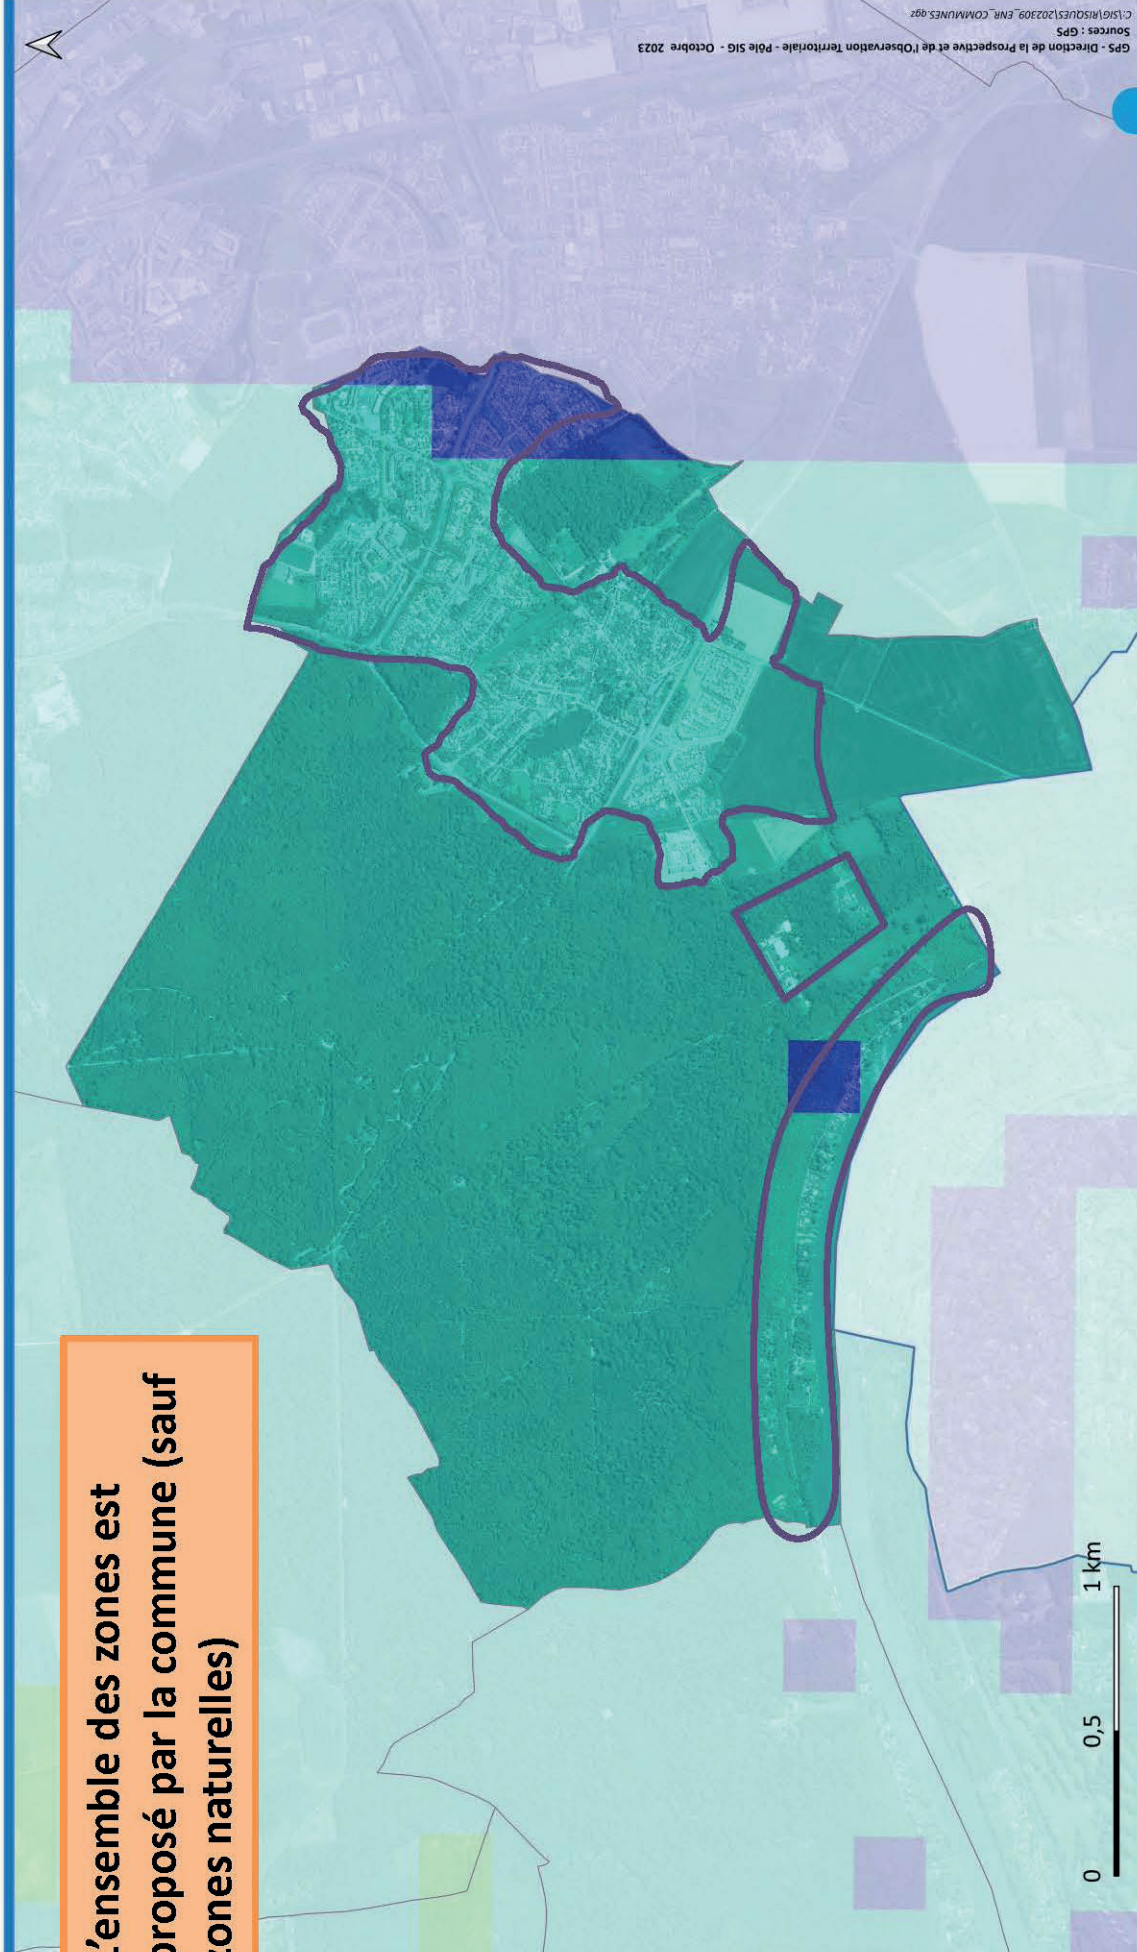 'ensemble des zones est
proposé par la commune (sauf
zones naturelles)
0 0,5 1 km
GPS - Direction de la Prospective et de l'Observation Territoriale - Pôle SIG - Octobre 2023
Sources : GPS
C:\SIG\RISQUES\202309_ENR_COMMUNES.qgz